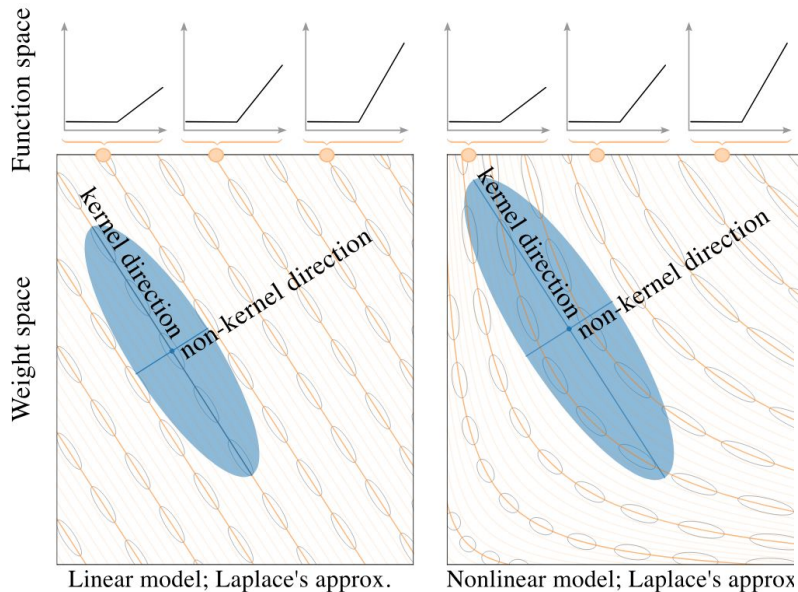 Function space
Weight space
kernel direction
non-kernel direction
kernel direction
non-kernel direction
Linear model; Laplace's approx.
Nonlinear model; Laplace's approx